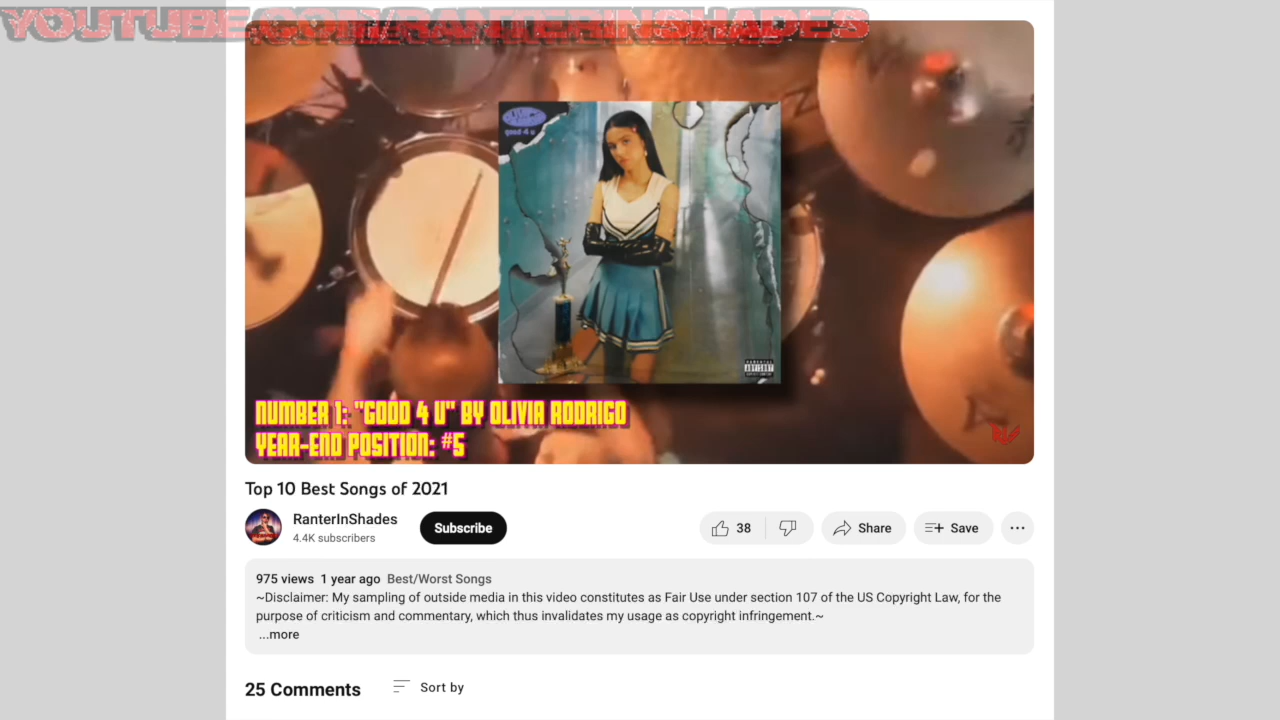 YOUTUBE.COM/RANTERINSHADES
good 4 u
PARENTAL
ADVISORY
NUMBER 1: "GOOD 4 U" BY OLIVIA RODRIGO
YEAR-END POSITION: #5
Top 10 Best Songs of 2021
RanterInShades
4.4K subscribers
Subscribe
38
Share
Save
975 views 1 year ago Best/Worst Songs
~Disclaimer: My sampling of outside media in this video constitutes as Fair Use under section 107 of the US Copyright Law, for the
purpose of criticism and commentary, which thus invalidates my usage as copyright infringement.~
...more
25 Comments
Sort by